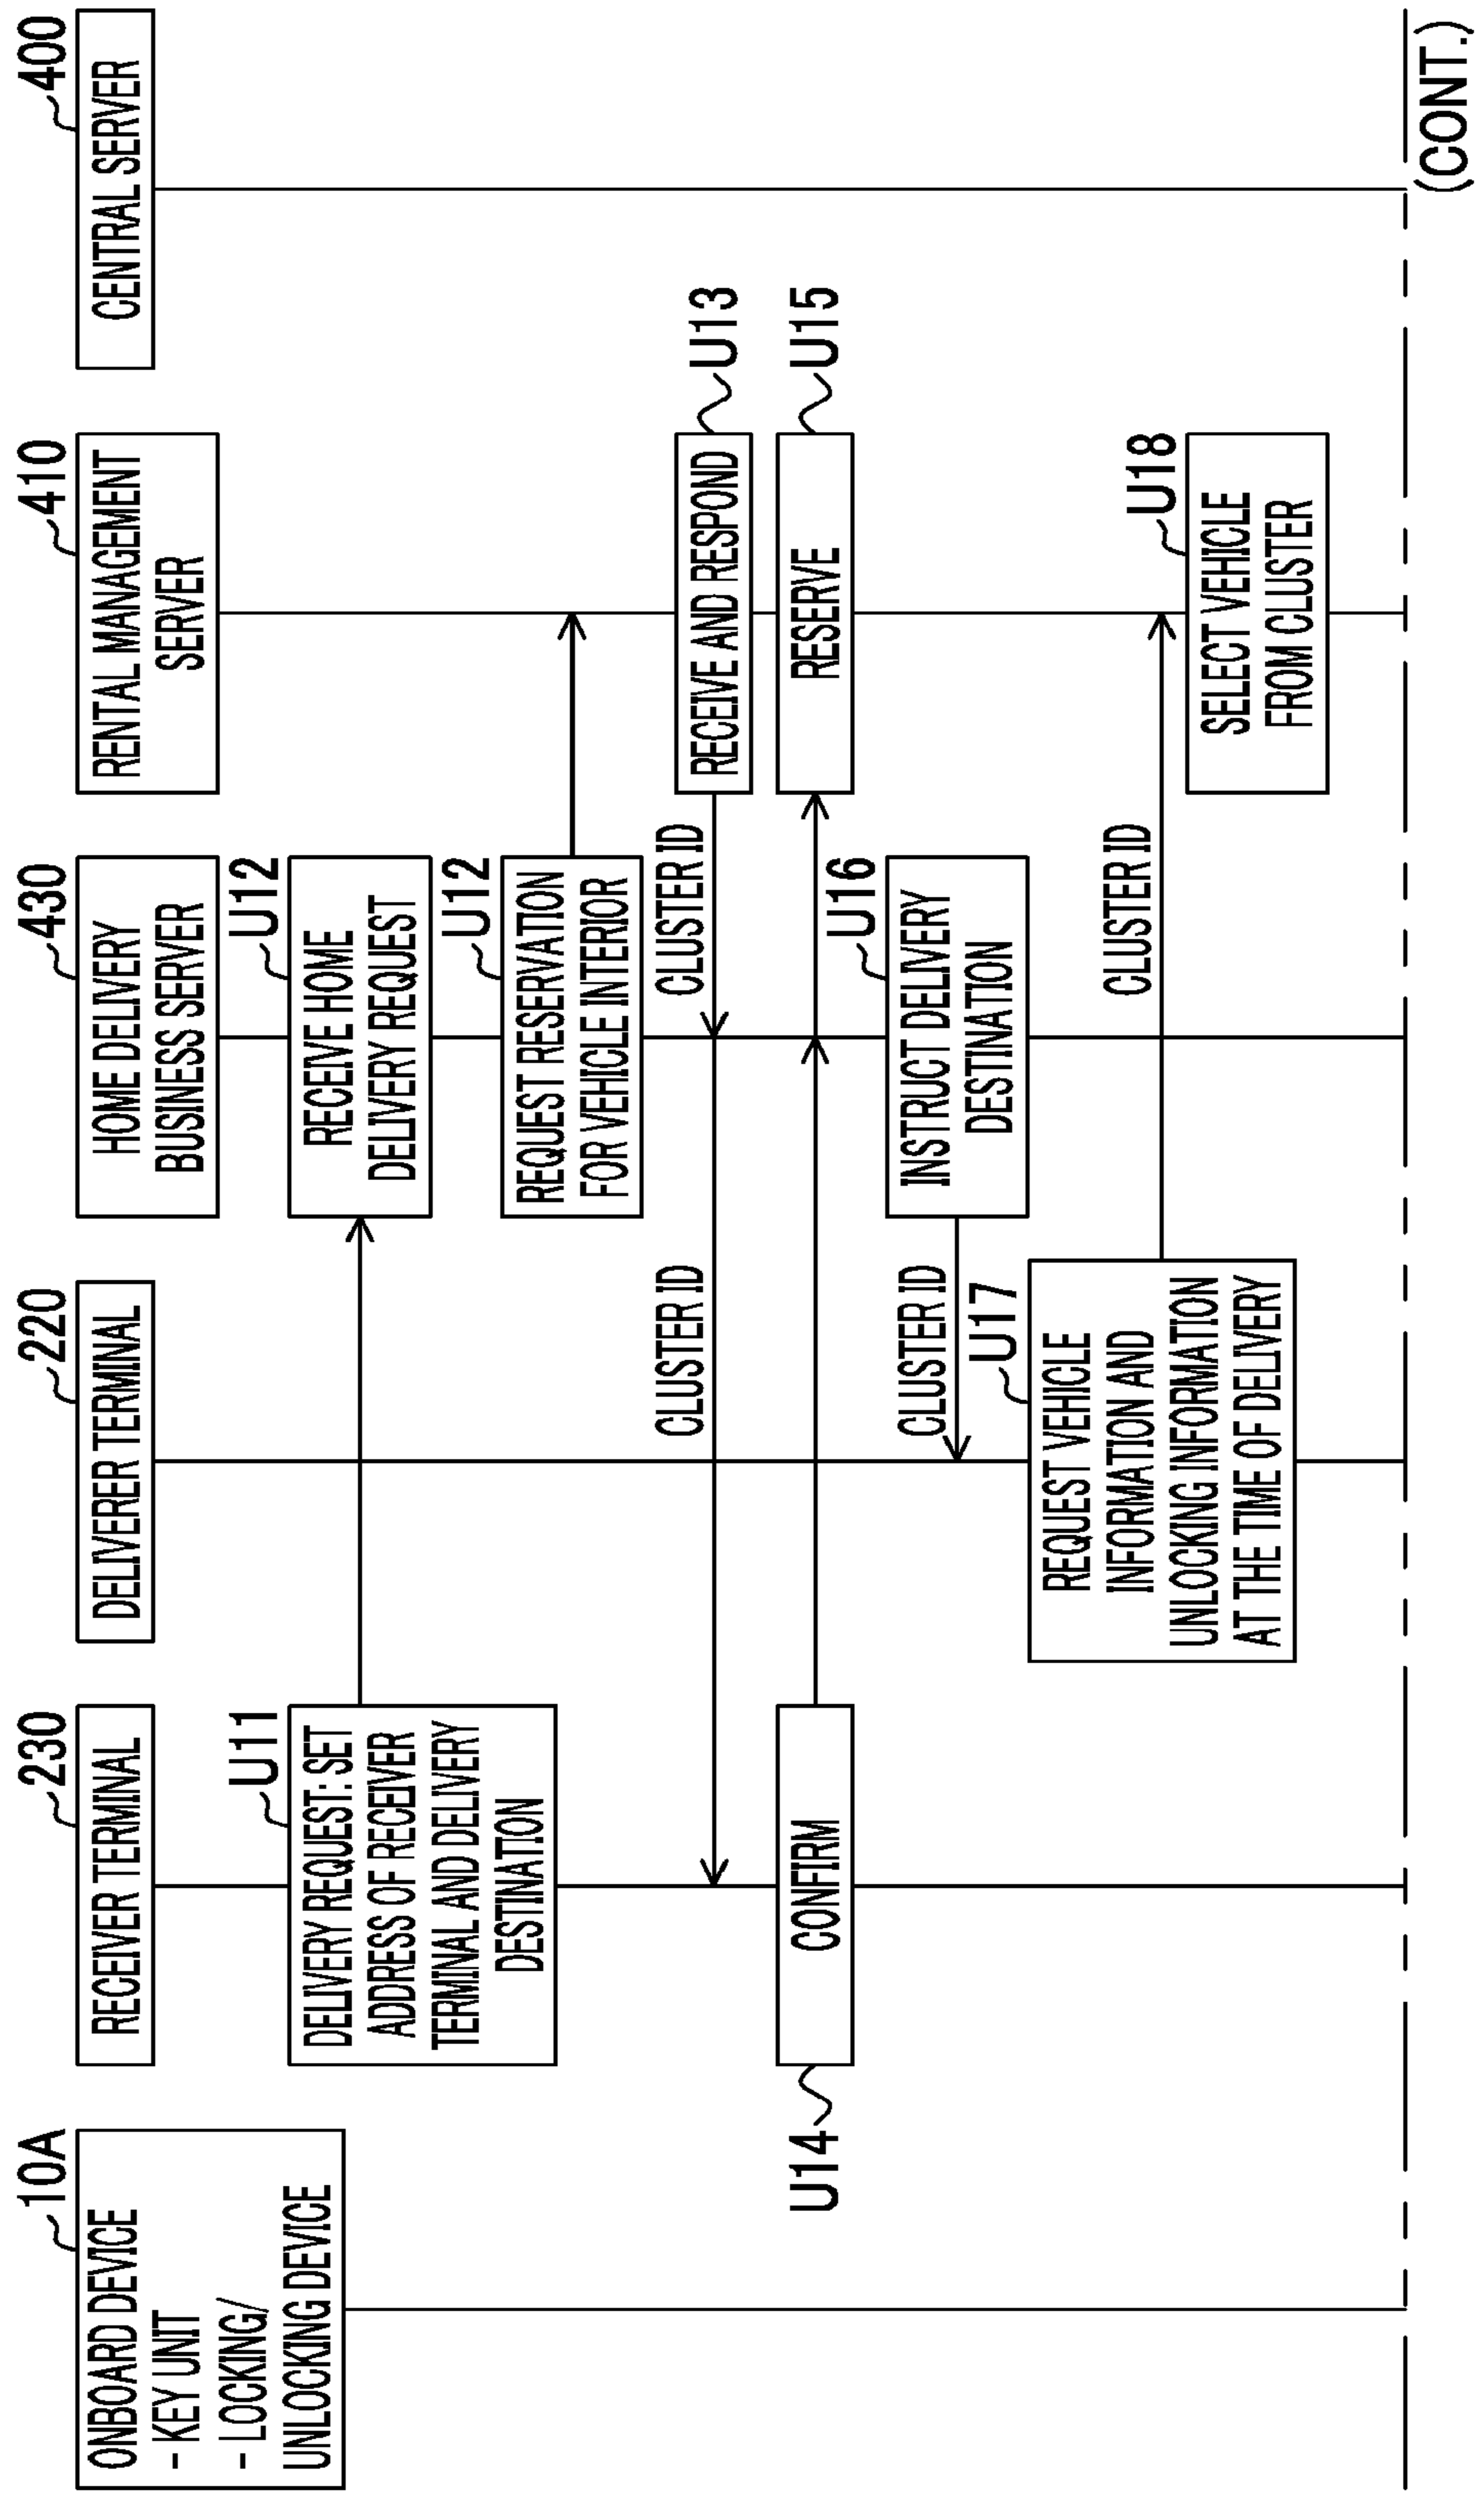 10A
ONBOARD DEVICE
- KEY UNIT
- LOCKING/
UNLOCKING DEVICE
230
RECEIVER TERMINAL
220
DELIVERER TERMINAL
430
HOME DELIVERY
BUSINESS SERVER
410
RENTAL MANAGEMENT
SERVER
400
CENTRAL SERVER
U11
DELIVERY REQUEST: SET
ADDRESS OF RECEIVER
TERMINAL AND DELIVERY
DESTINATION
U12
RECEIVE HOME
DELIVERY REQUEST
U12
REQUEST RESERVATION
FOR VEHICLE INTERIOR
CLUSTER ID
CLUSTER ID
RECEIVE AND RESPOND
U13
U14
CONFIRM
RESERVE
U15
U16
INSTRUCT DELIVERY
DESTINATION
CLUSTER ID
U17
REQUEST VEHICLE
INFORMATION AND
UNLOCKING INFORMATION
AT THE TIME OF DELIVERY
CLUSTER ID
U18
SELECT VEHICLE
FROM CLUSTER
(CONT.)